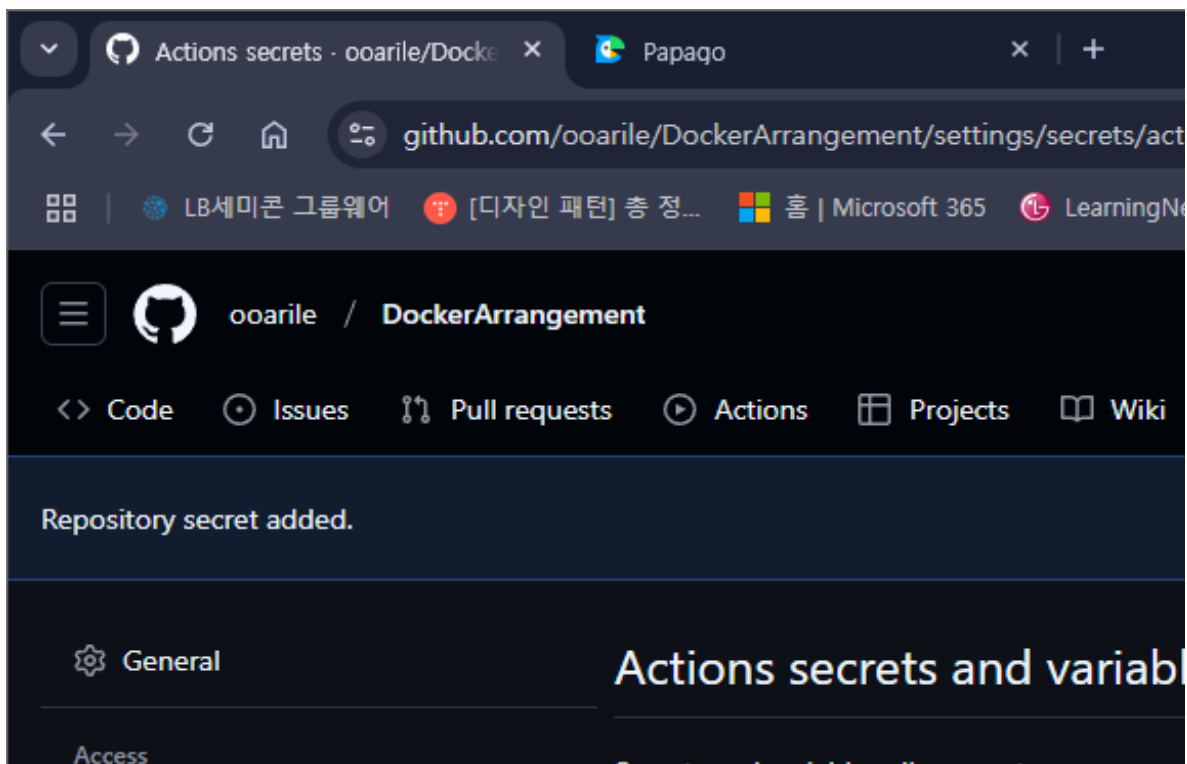 Actions secrets · ooarile/Docke
Papago
github.com/ooarile/DockerArrangement/settings/secrets/act
LB세미콘 그룹웨어 [디자인 패턴] 총 정... 홈 | Microsoft 365 LearningNe
ooarile / DockerArrangement
Code Issues Pull requests Actions Projects Wiki
Repository secret added.
General
Actions secrets and variabl
Access